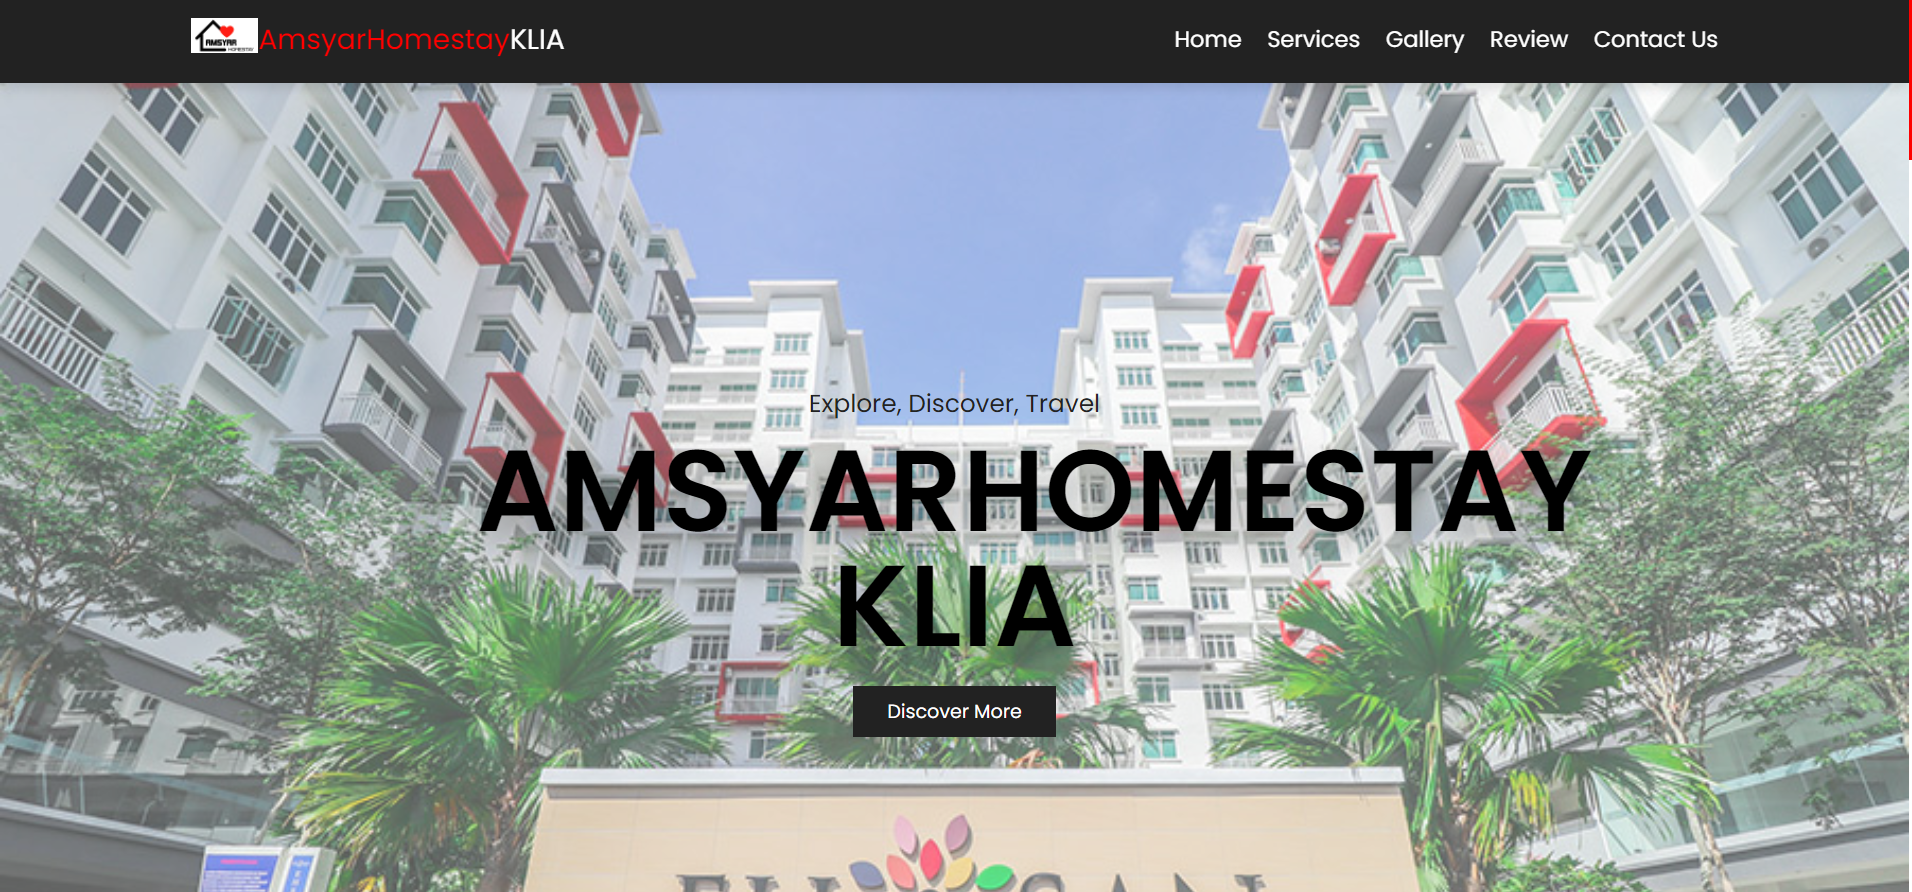 AMSYAR
HOMESTAY
AmsyarHomestayKLIA
Home Services Gallery Review Contact Us
Explore, Discover, Travel
AMSYARHOMESTAY
KLIA
Discover More